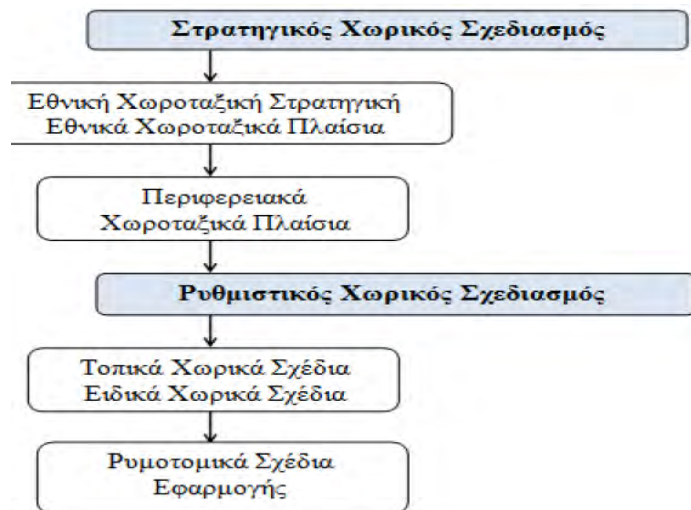 Στρατηγικός Χωρικός Σχεδιασμός
Εθνική Χωροταξική Στρατηγική
Εθνικά Χωροταξικά Πλαίσια
Περιφερειακά
Χωροταξικά Πλαίσια
Ρυθμιστικός Χωρικός Σχεδιασμός
Τοπικά Χωρικά Σχέδια
Ειδικά Χωρικά Σχέδια
Ρυμοτομικά Σχέδια
Εφαρμογής